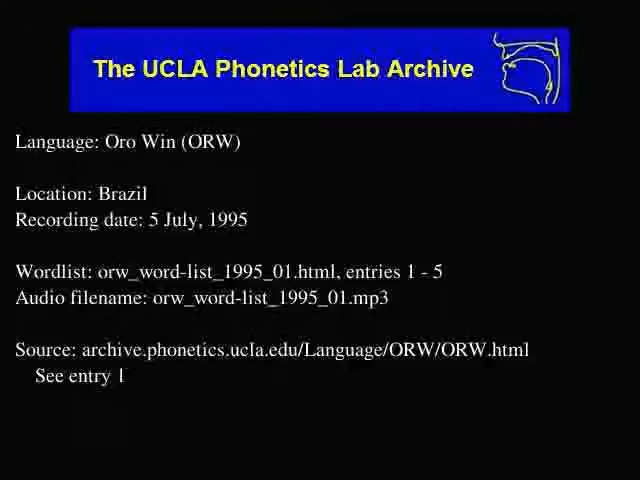 The UCLA Phonetics Lab Archive
Language: Oro Win (ORW)
Location: Brazil
Recording date: 5 July, 1995
Wordlist: orw_word-list_1995_01.html, entries 1 - 5
Audio filename: orw_word-list_1995_01.mp3
Source: archive.phonetics.ucla.edu/Language/ORW/ORW.html
See entry 1